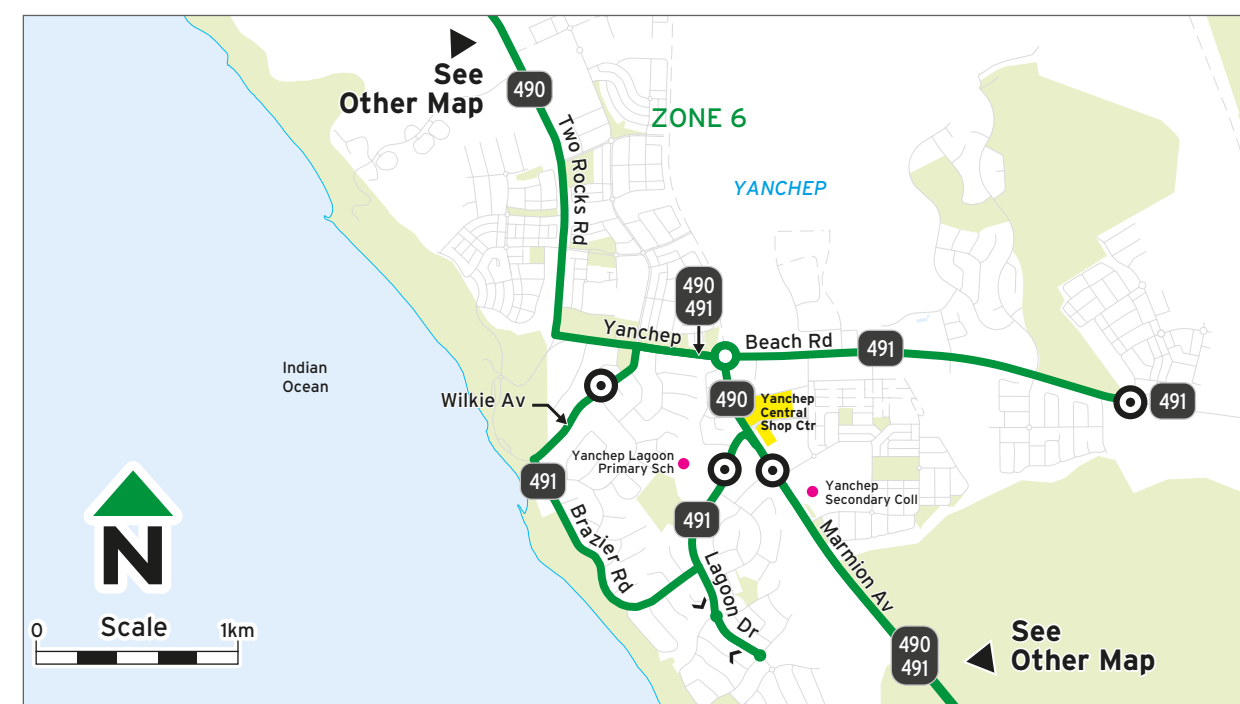 See
Other Map
490
Two Rocks Rd
ZONE 6
YANCHEP
490
491
Yanchep
Beach Rd
491
Indian
Ocean
Wilkie Av
490
Yanchep
Central
Shop Ctr
491
Yanchep Lagoon
Primary Sch
491
Yanchep
Secondary Coll
491
Brazier Rd
Lagoon Dr
Marmion Av
N
0 Scale 1km
490
491
See
Other Map